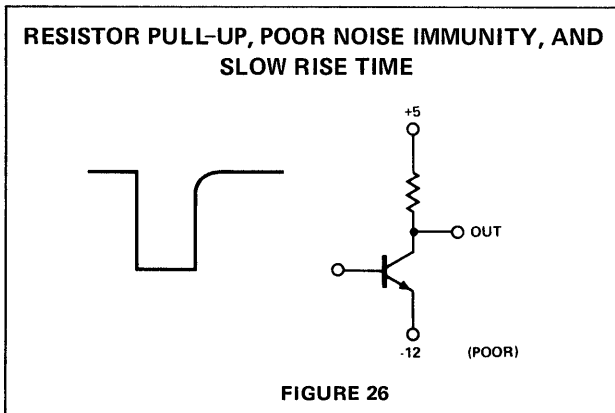 RESISTOR PULL-UP, POOR NOISE IMMUNITY, AND
SLOW RISE TIME
+5
OUT
-12 (POOR)
FIGURE 26